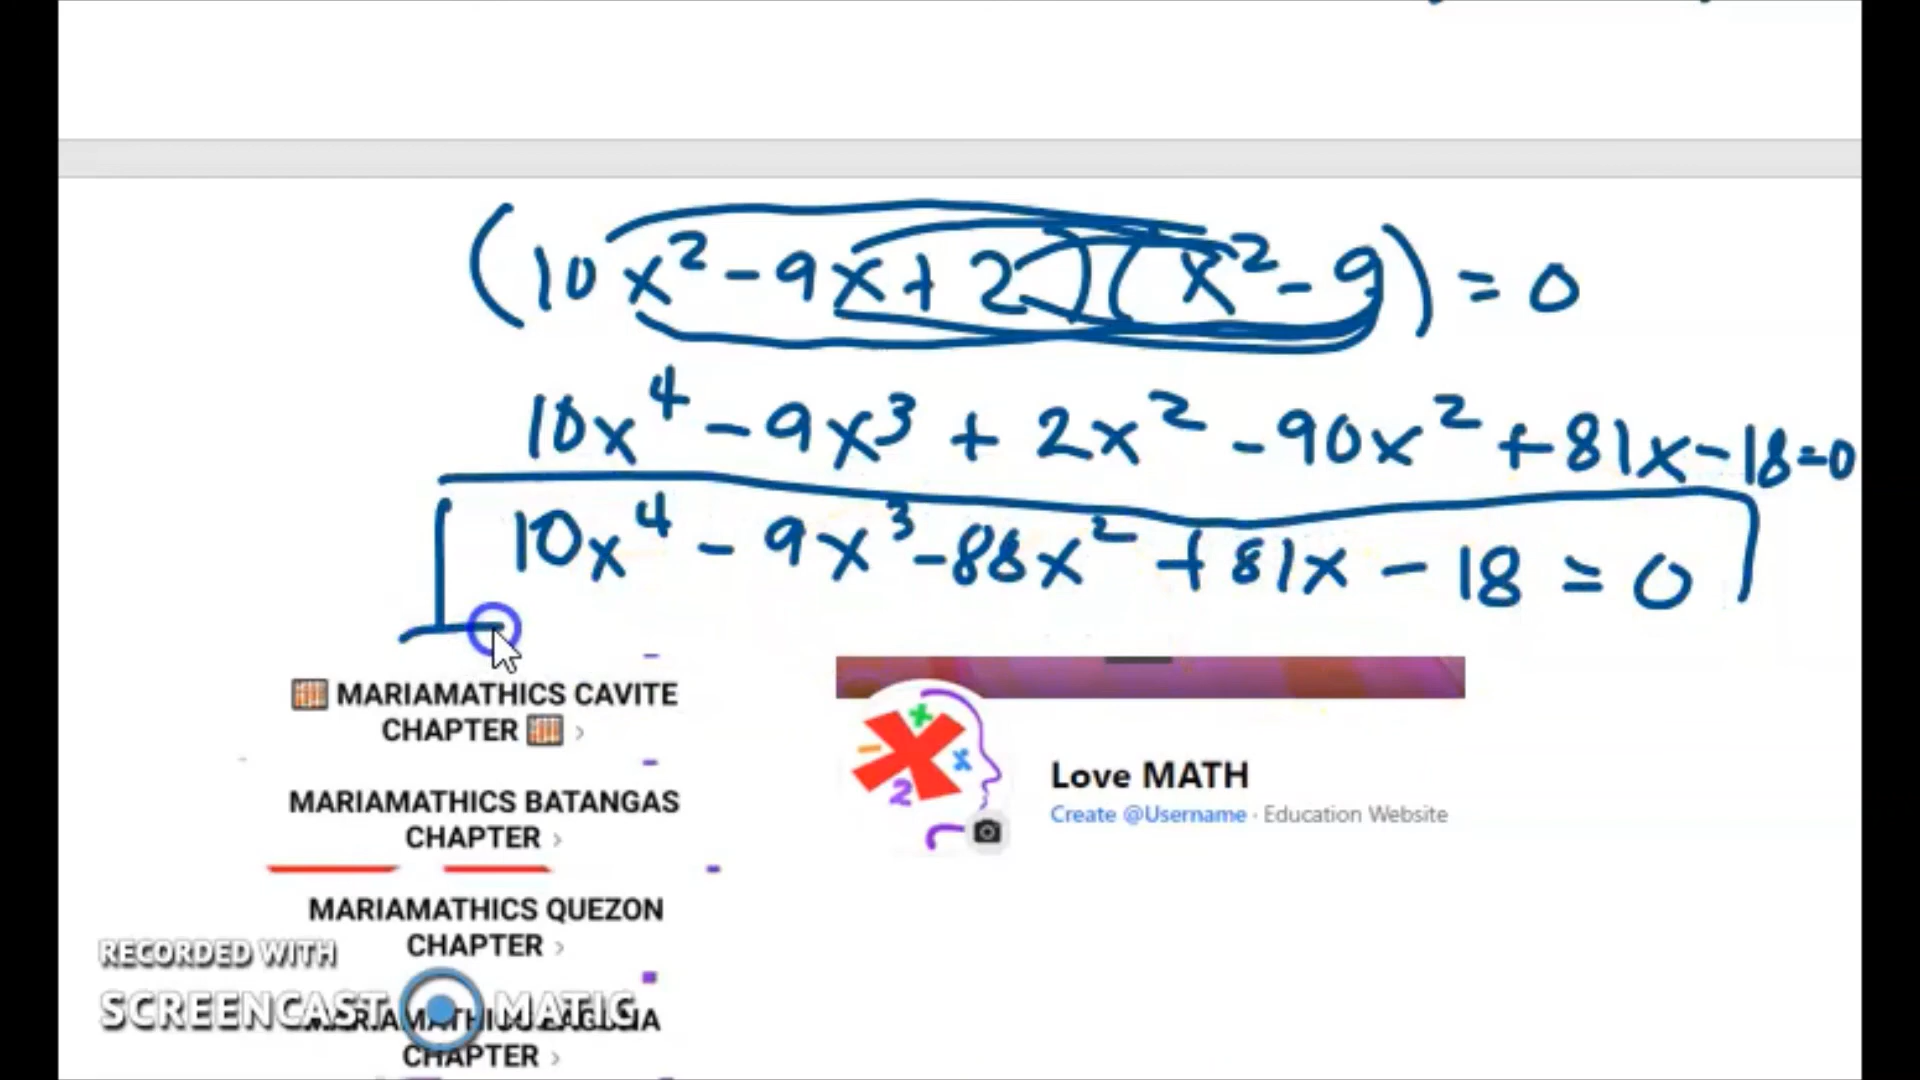 (10x² - 9x + 2)(x² - 9) = 0
10x⁴ - 9x³ + 2x² - 90x² + 81x - 18 = 0
10x⁴ - 9x³ - 88x² + 81x - 18 = 0
MARIAMATHICS CAVITE
CHAPTER >
MARIAMATHICS BATANGAS
CHAPTER >
MARIAMATHICS QUEZON
CHAPTER >
CHAPTER >
Love MATH
Create @Username · Education Website
RECORDED WITH
SCREENCAST MATIC